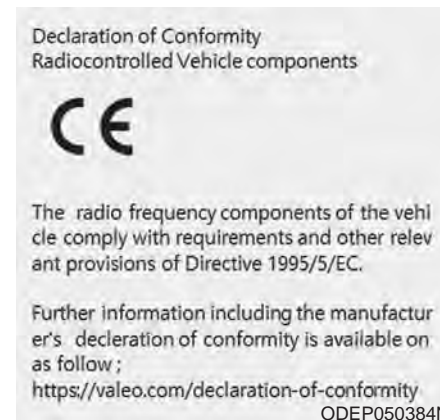 Declaration of Conformity
Radiocontrolled Vehicle components
CE
The radio frequency components of the vehi
cle comply with requirements and other relev
ant provisions of Directive 1995/5/EC.
Further information including the manufactur
er's decleration of conformity is available on
as follow ;
https://valeo.com/declaration-of-conformity